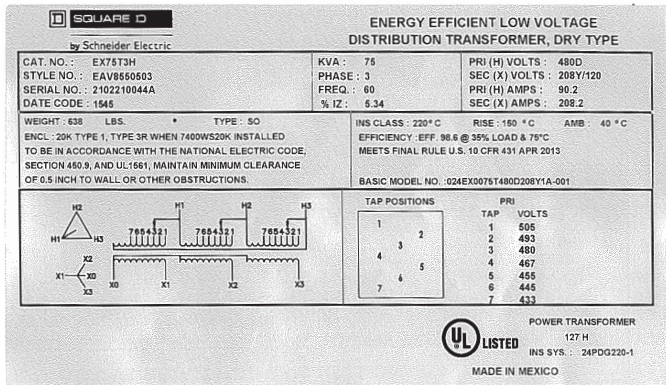 SQUARE D
by Schneider Electric
ENERGY EFFICIENT LOW VOLTAGE
DISTRIBUTION TRANSFORMER, DRY TYPE
CAT. NO. : EX75T3H
STYLE NO. : EAV8550503
SERIAL NO. : 2102210044A
DATE CODE : 1545
KVA : 75
PHASE : 3
FREQ. : 60
% IZ : 5.34
PRI (H) VOLTS : 480D
SEC (X) VOLTS : 208Y/120
PRI (H) AMPS : 90.2
SEC (X) AMPS : 208.2
WEIGHT : 638 LBS. * TYPE : SO
ENCL : 20K TYPE 1, TYPE 3R WHEN 7400WS20K INSTALLED
TO BE IN ACCORDANCE WITH THE NATIONAL ELECTRIC CODE,
SECTION 450.9, AND UL1561, MAINTAIN MINIMUM CLEARANCE
OF 0.5 INCH TO WALL OR OTHER OBSTRUCTIONS.
INS CLASS : 220°C RISE : 150 °C AMB : 40 °C
EFFICIENCY : EFF. 98.6 @ 35% LOAD & 75°C
MEETS FINAL RULE U.S. 10 CFR 431 APR 2013
BASIC MODEL NO. :024EX0075T480D208Y1A-001
H2
H1 H3
X2
X1 X0
X3
H1 H2 H3
7654321 7654321 7654321
X0 X1 X2 X3
TAP POSITIONS
1
2
3
4
5
6
7
PRI
TAP VOLTS
1 505
2 493
3 480
4 467
5 455
6 445
7 433
UL LISTED
POWER TRANSFORMER
127 H
INS SYS. : 24PDG220-1
MADE IN MEXICO